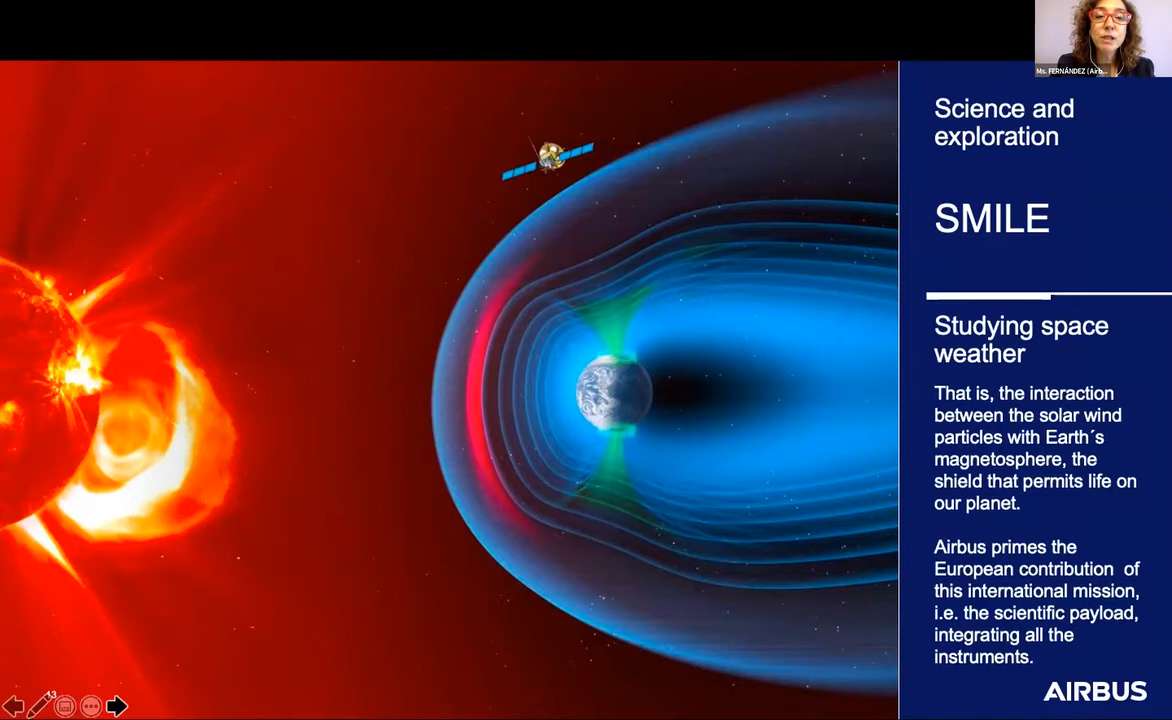 Ms. FERNÁNDEZ (Airb...
Science and
exploration
SMILE
Studying space
weather
That is, the interaction
between the solar wind
particles with Earth´s
magnetosphere, the
shield that permits life on
our planet.
Airbus primes the
European contribution of
this international mission,
i.e. the scientific payload,
integrating all the
instruments.
AIRBUS
13